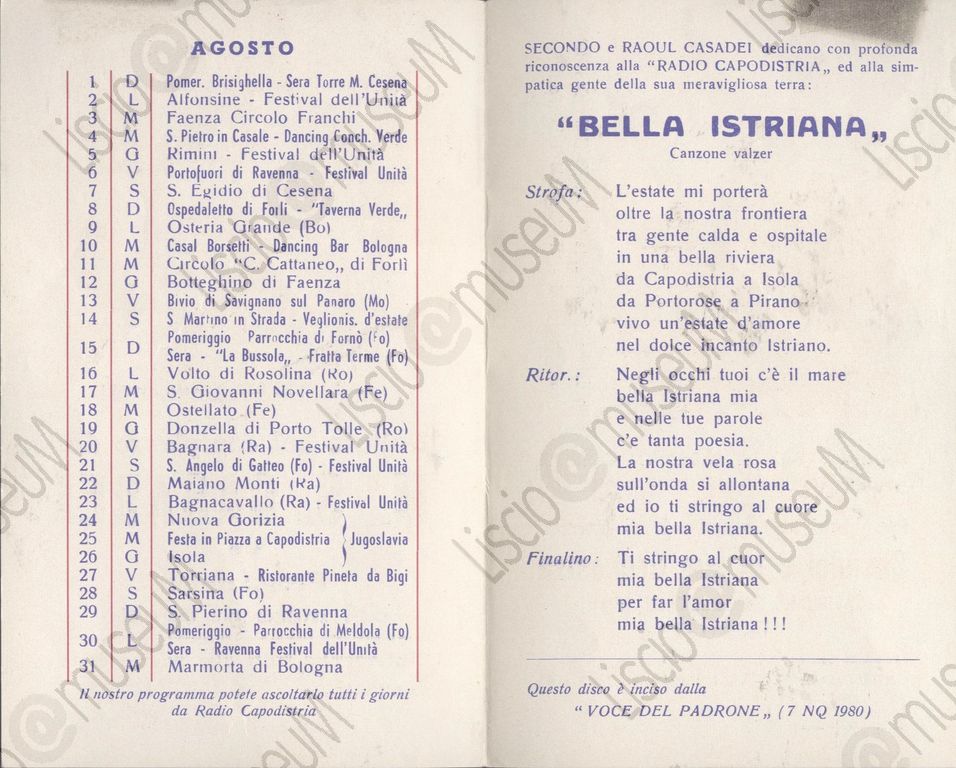 AGOSTO
1 D Pomer. Brisighella - Sera Torre M. Cesena
2 L Alfonsine - Festival dell'Unità
3 M Faenza Circolo Franchi
4 M S. Pietro in Casale - Dancing Conch. Verde
5 G Rimini - Festival dell'Unità
6 V Portofuori di Ravenna - Festival Unità
7 S S. Egidio di Cesena
8 D Ospedaletto di Forlì - "Taverna Verde„
9 L Osteria Grande (Bo)
10 M Casal Borsetti - Dancing Bar Bologna
11 M Circolo "C. Cattaneo„ di Forlì
12 G Botteghino di Faenza
13 V Bivio di Savignano sul Panaro (Mo)
14 S S Martino in Strada - Veglionis. d'estate
15 D Pomeriggio Parrocchia di Fornò (Fo)
Sera - "La Bussola„ - Fratta Terme (Fo)
16 L Volto di Rosolina (Ro)
17 M S. Giovanni Novellara (Fe)
18 M Ostellato (Fe)
19 G Donzella di Porto Tolle (Ro)
20 V Bagnara (Ra) - Festival Unità
21 S S. Angelo di Gatteo (Fo) - Festival Unità
22 D Maiano Monti (Ra)
23 L Bagnacavallo (Ra) - Festival Unità
24 M Nuova Gorizia
25 M Festa in Piazza a Capodistria Jugoslavia
26 G Isola
27 V Torriana - Ristorante Pineta da Bigi
28 S Sarsina (Fo)
29 D S. Pierino di Ravenna
30 L Pomeriggio - Parrocchia di Meldola (Fo)
Sera - Ravenna Festival dell'Unità
31 M Marmorta di Bologna
Il nostro programma potete ascoltarlo tutti i giorni
da Radio Capodistria
SECONDO e RAOUL CASADEI dedicano con profonda
riconoscenza alla "RADIO CAPODISTRIA„ ed alla sim-
patica gente della sua meravigliosa terra:
"BELLA ISTRIANA„
Canzone valzer
Strofa: L'estate mi porterà
oltre la nostra frontiera
tra gente calda e ospitale
in una bella riviera
da Capodistria a Isola
da Portorose a Pirano
vivo un'estate d'amore
nel dolce incanto Istriano.
Ritor.: Negli occhi tuoi c'è il mare
bella Istriana mia
e nelle tue parole
c'è tanta poesia.
La nostra vela rosa
sull'onda si allontana
ed io ti stringo al cuore
mia bella Istriana.
Finalino: Ti stringo al cuor
mia bella Istriana
per far l'amor
mia bella Istriana!!!
Questo disco è inciso dalla
"VOCE DEL PADRONE„ (7 NQ 1980)
Liscio@museuM